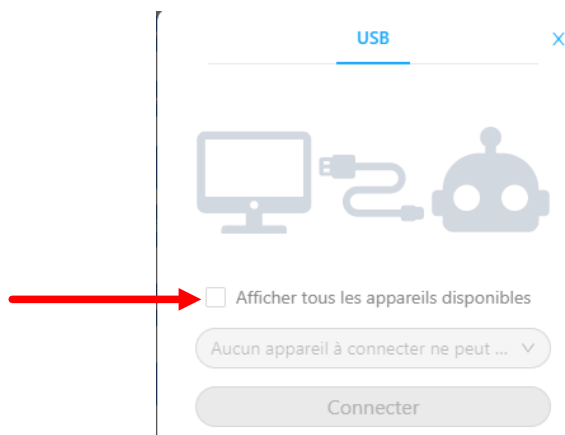 USB
X
Afficher tous les appareils disponibles
Aucun appareil à connecter ne peut ...
Connecter